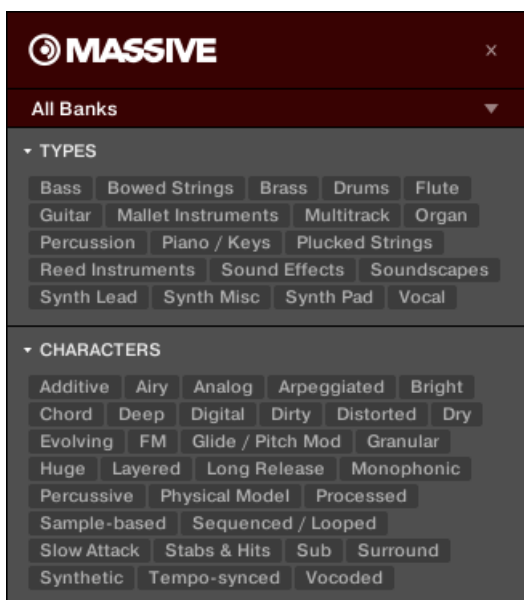 MASSIVE ×
All Banks
TYPES
Bass Bowed Strings Brass Drums Flute
Guitar Mallet Instruments Multitrack Organ
Percussion Piano / Keys Plucked Strings
Reed Instruments Sound Effects Soundscapes
Synth Lead Synth Misc Synth Pad Vocal
CHARACTERS
Additive Airy Analog Arpeggiated Bright
Chord Deep Digital Dirty Distorted Dry
Evolving FM Glide / Pitch Mod Granular
Huge Layered Long Release Monophonic
Percussive Physical Model Processed
Sample-based Sequenced / Looped
Slow Attack Stabs & Hits Sub Surround
Synthetic Tempo-synced Vocoded